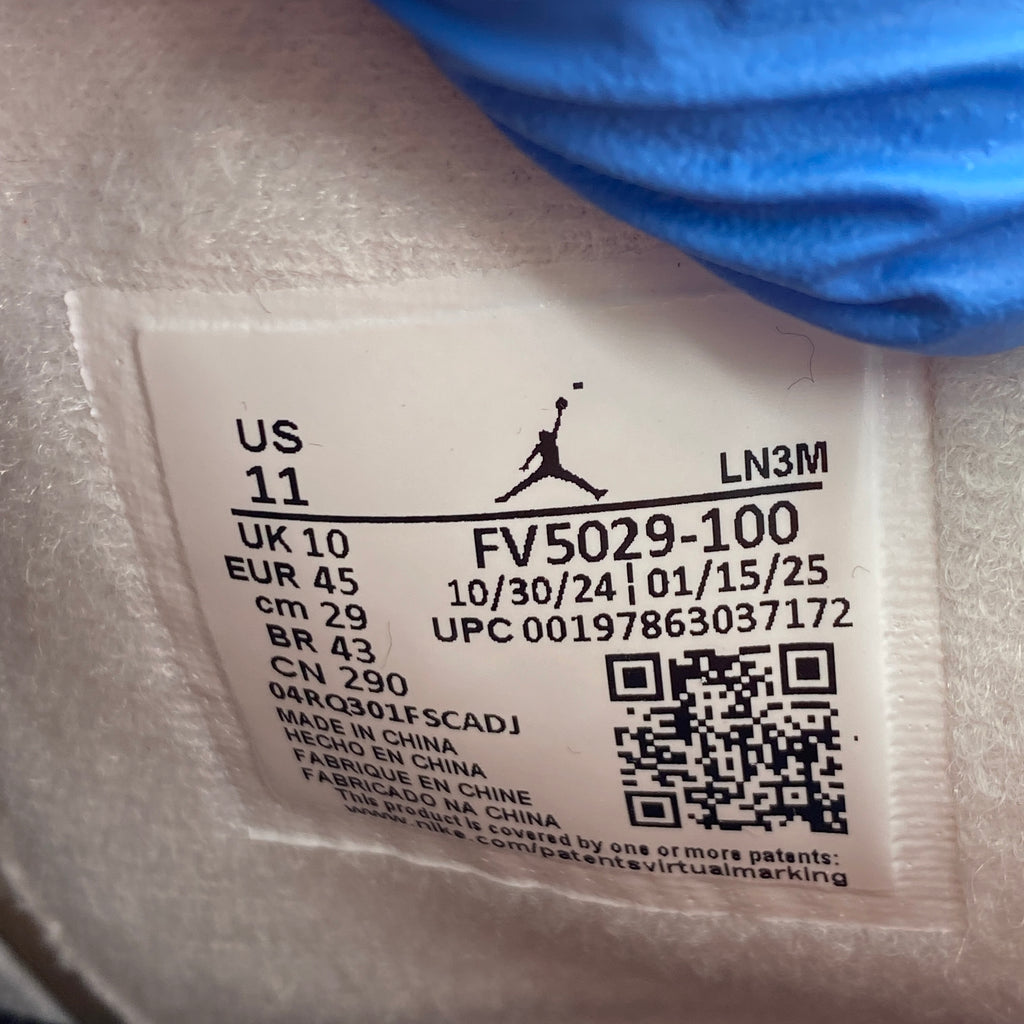 US
11
LN3M
UK 10
EUR 45
cm 29
BR 43
CN 290
04RQ301FSCADJ
FV5029-100
10/30/24 | 01/15/25
UPC 00197863037172
MADE IN CHINA
HECHO EN CHINA
FABRIQUE EN CHINE
FABRICADO NA CHINA
This product is covered by one or more patents:
www.nike.com/patentsvirtualmarking